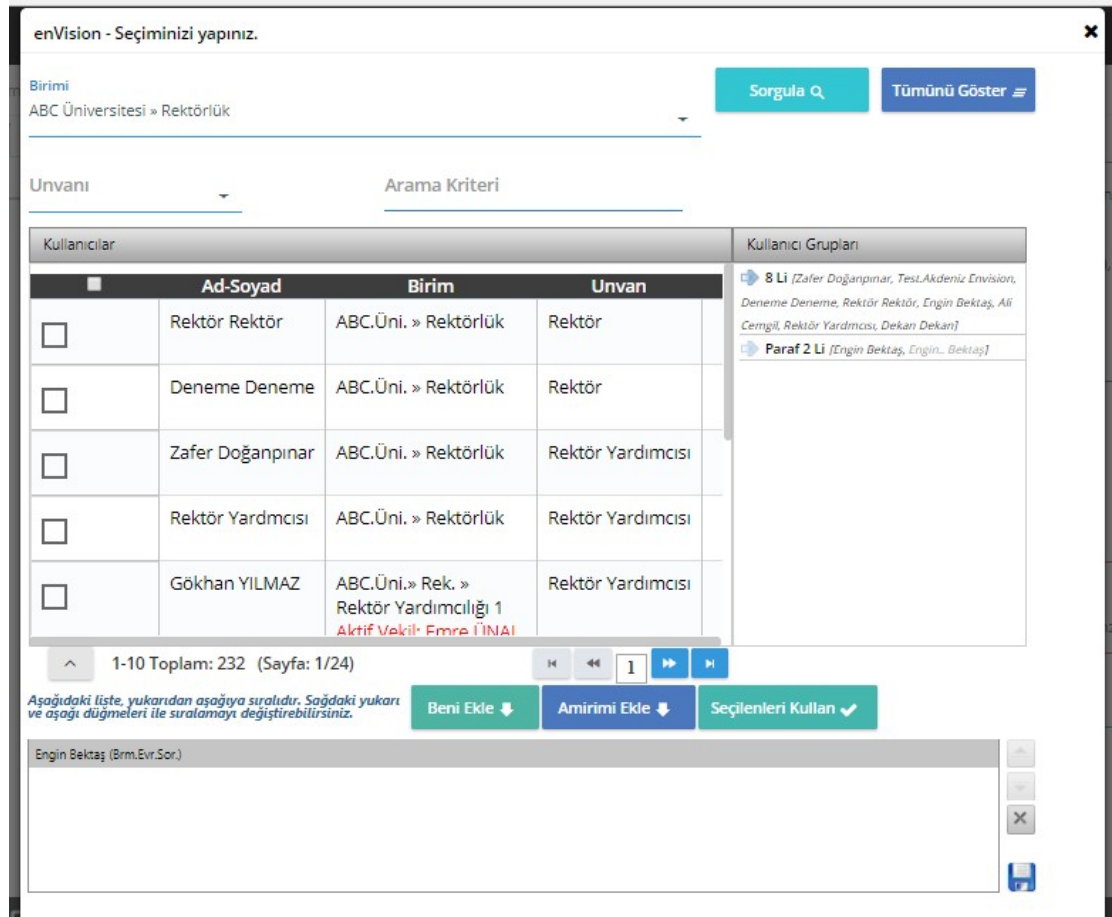 enVision - Seçiminizi yapınız.
Birimi
ABC Üniversitesi » Rektörlük
Sorgula
Tümünü Göster
Unvanı
Arama Kriteri
Kullanıcılar
Kullanıcı Grupları
Ad-Soyad Birim Unvan
Rektör Rektör ABC.Üni. » Rektörlük Rektör
Deneme Deneme ABC.Üni. » Rektörlük Rektör
Zafer Doğanpınar ABC.Üni. » Rektörlük Rektör Yardımcısı
Rektör Yardmcısı ABC.Üni. » Rektörlük Rektör Yardımcısı
Gökhan YILMAZ ABC.Üni.» Rek. » Rektör Yardımcısı
Rektör Yardımcılığı 1
Aktif Vekil: Emre ÜNAL
8 Li [Zafer Doğanpınar, Test.Akdeniz Envision,
Deneme Deneme, Rektör Rektör, Engin Bektaş, Ali
Cemgil, Rektör Yardmcısı, Dekan Dekan]
Paraf 2 Li [Engin Bektaş, Engin.. Bektaş]
1-10 Toplam: 232 (Sayfa: 1/24)
1
Aşağıdaki liste, yukarıdan aşağıya sıralıdır. Sağdaki yukarı
ve aşağı düğmeleri ile sıralamayı değiştirebilirsiniz.
Beni Ekle
Amirimi Ekle
Seçilenleri Kullan
Engin Bektaş (Brm.Evr.Sor.)